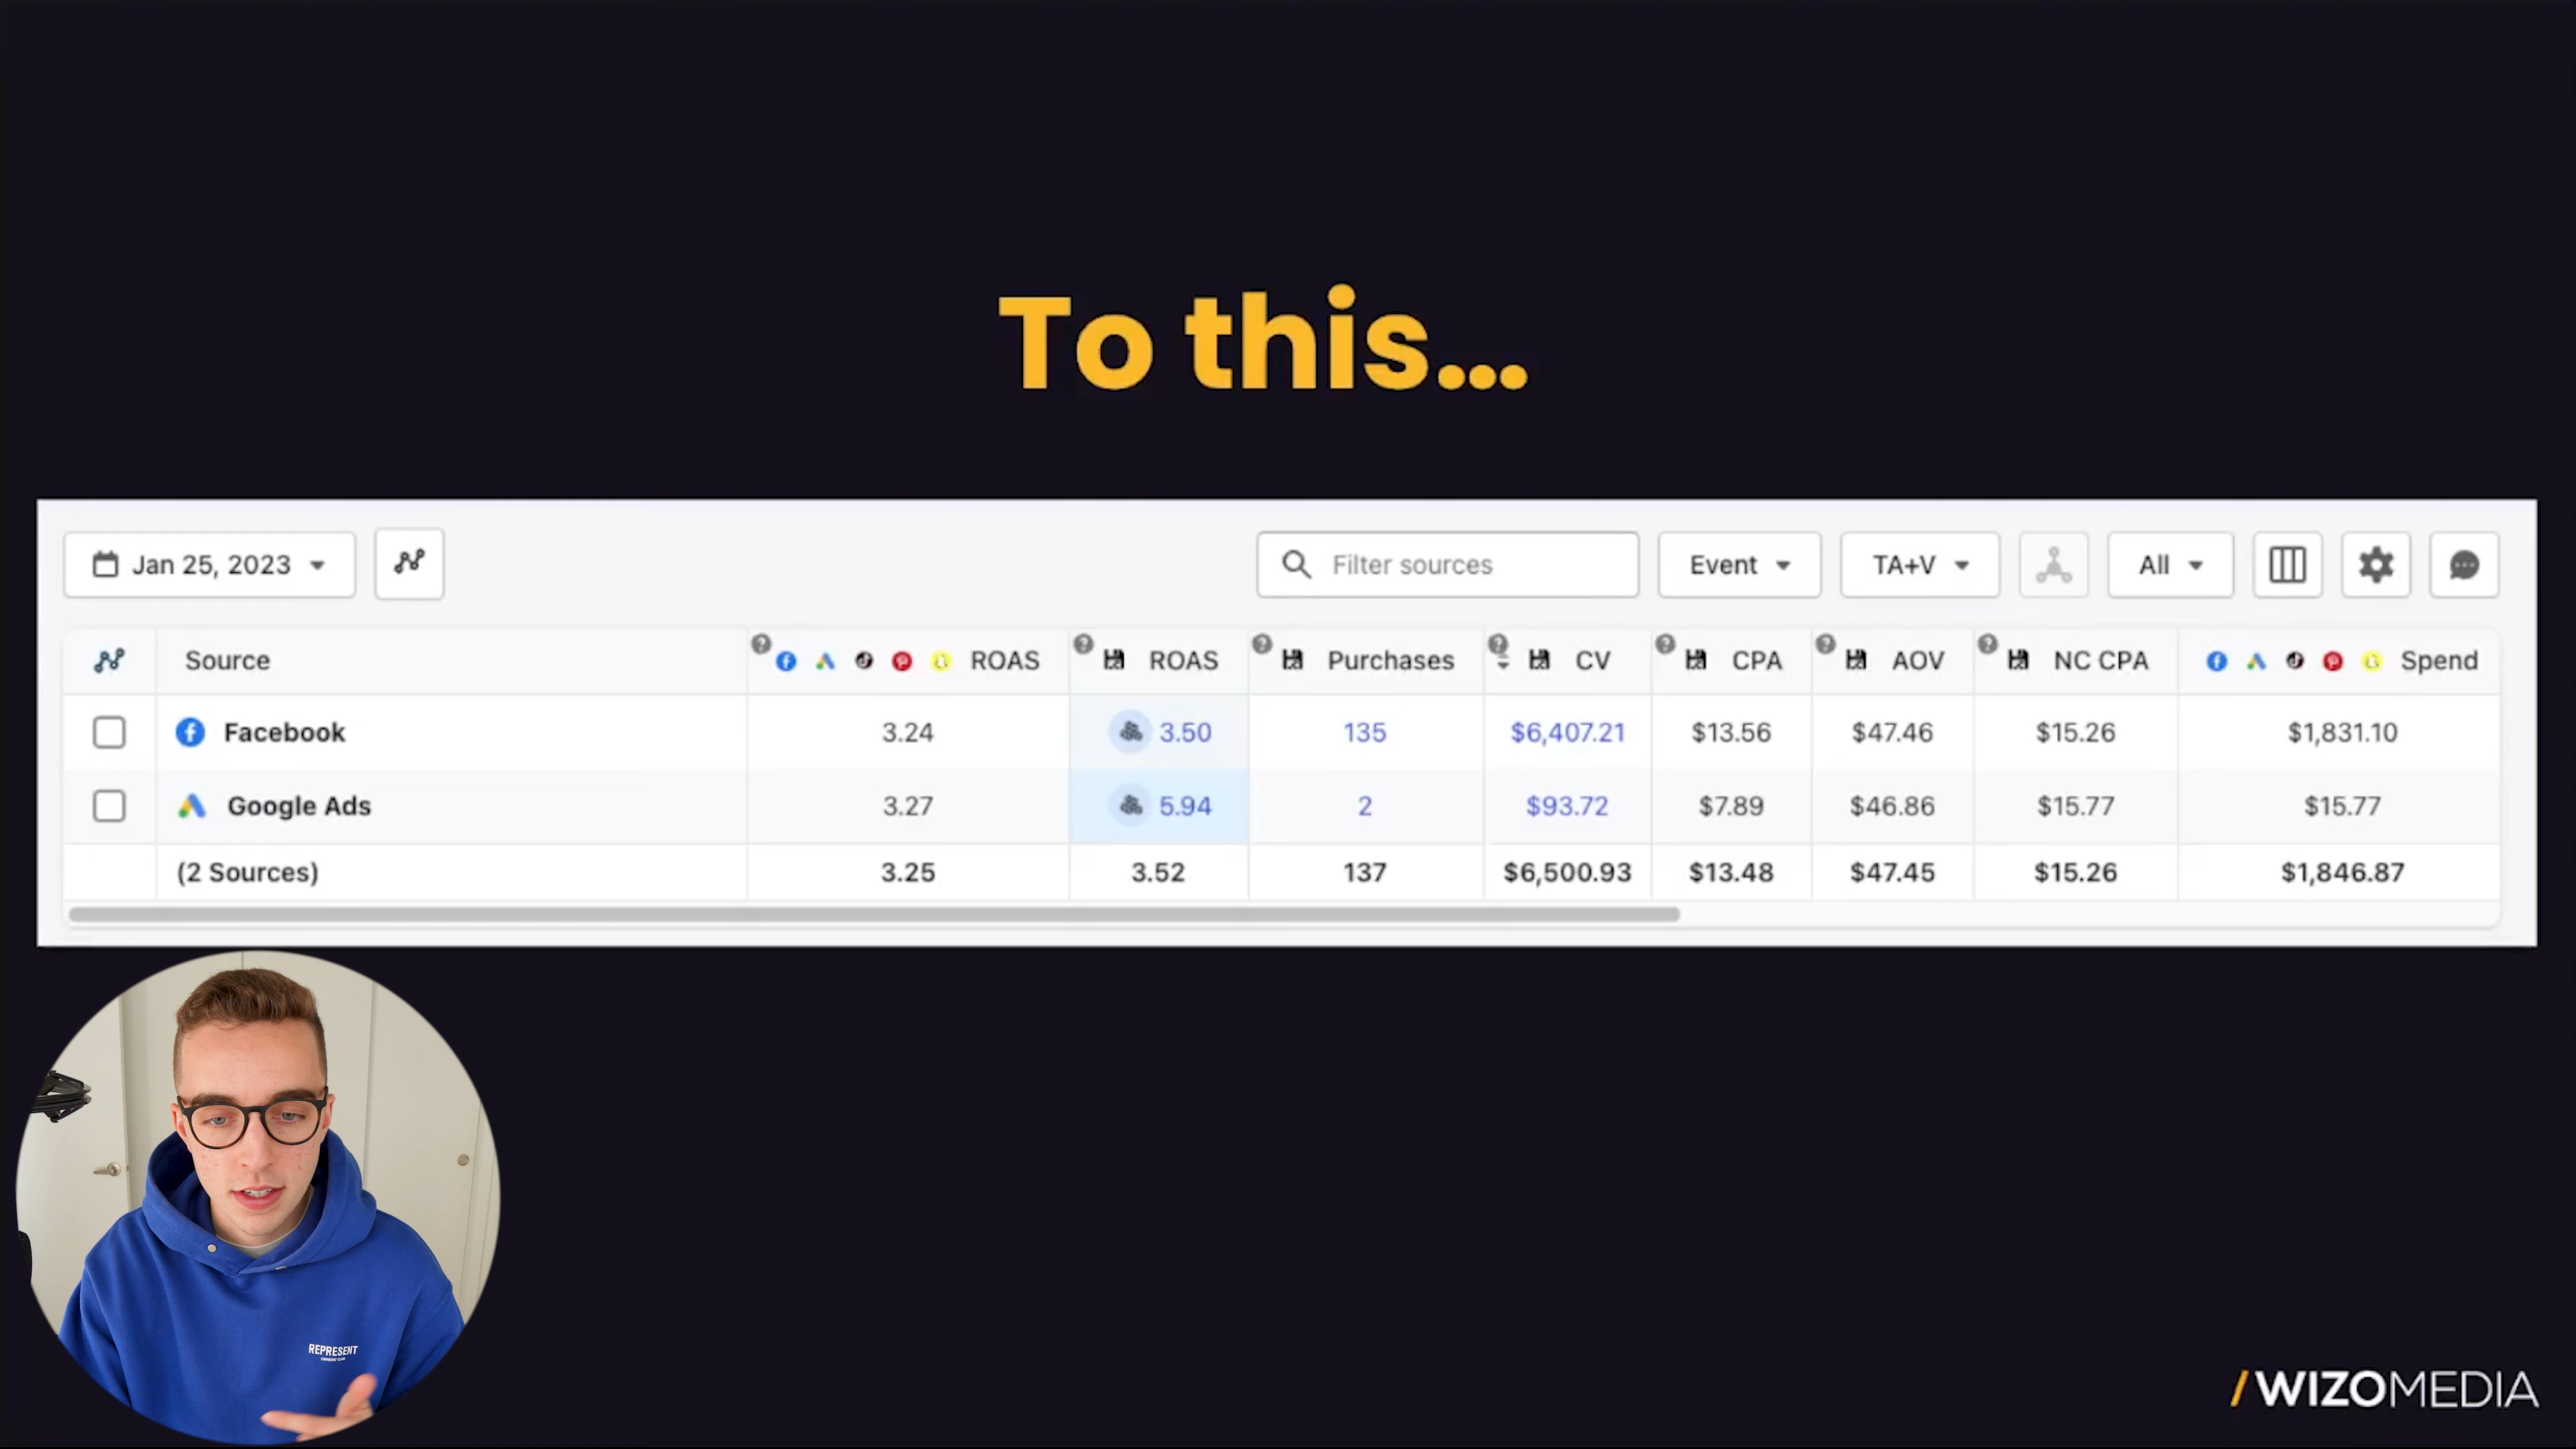 To this...
Jan 25, 2023
Filter sources
Event
TA+V
All
Source ROAS ROAS Purchases CV CPA AOV NC CPA Spend
Facebook 3.24 3.50 135 $6,407.21 $13.56 $47.46 $15.26 $1,831.10
Google Ads 3.27 5.94 2 $93.72 $7.89 $46.86 $15.77 $15.77
(2 Sources) 3.25 3.52 137 $6,500.93 $13.48 $47.45 $15.26 $1,846.87
REPRESENT
/WIZOMEDIA